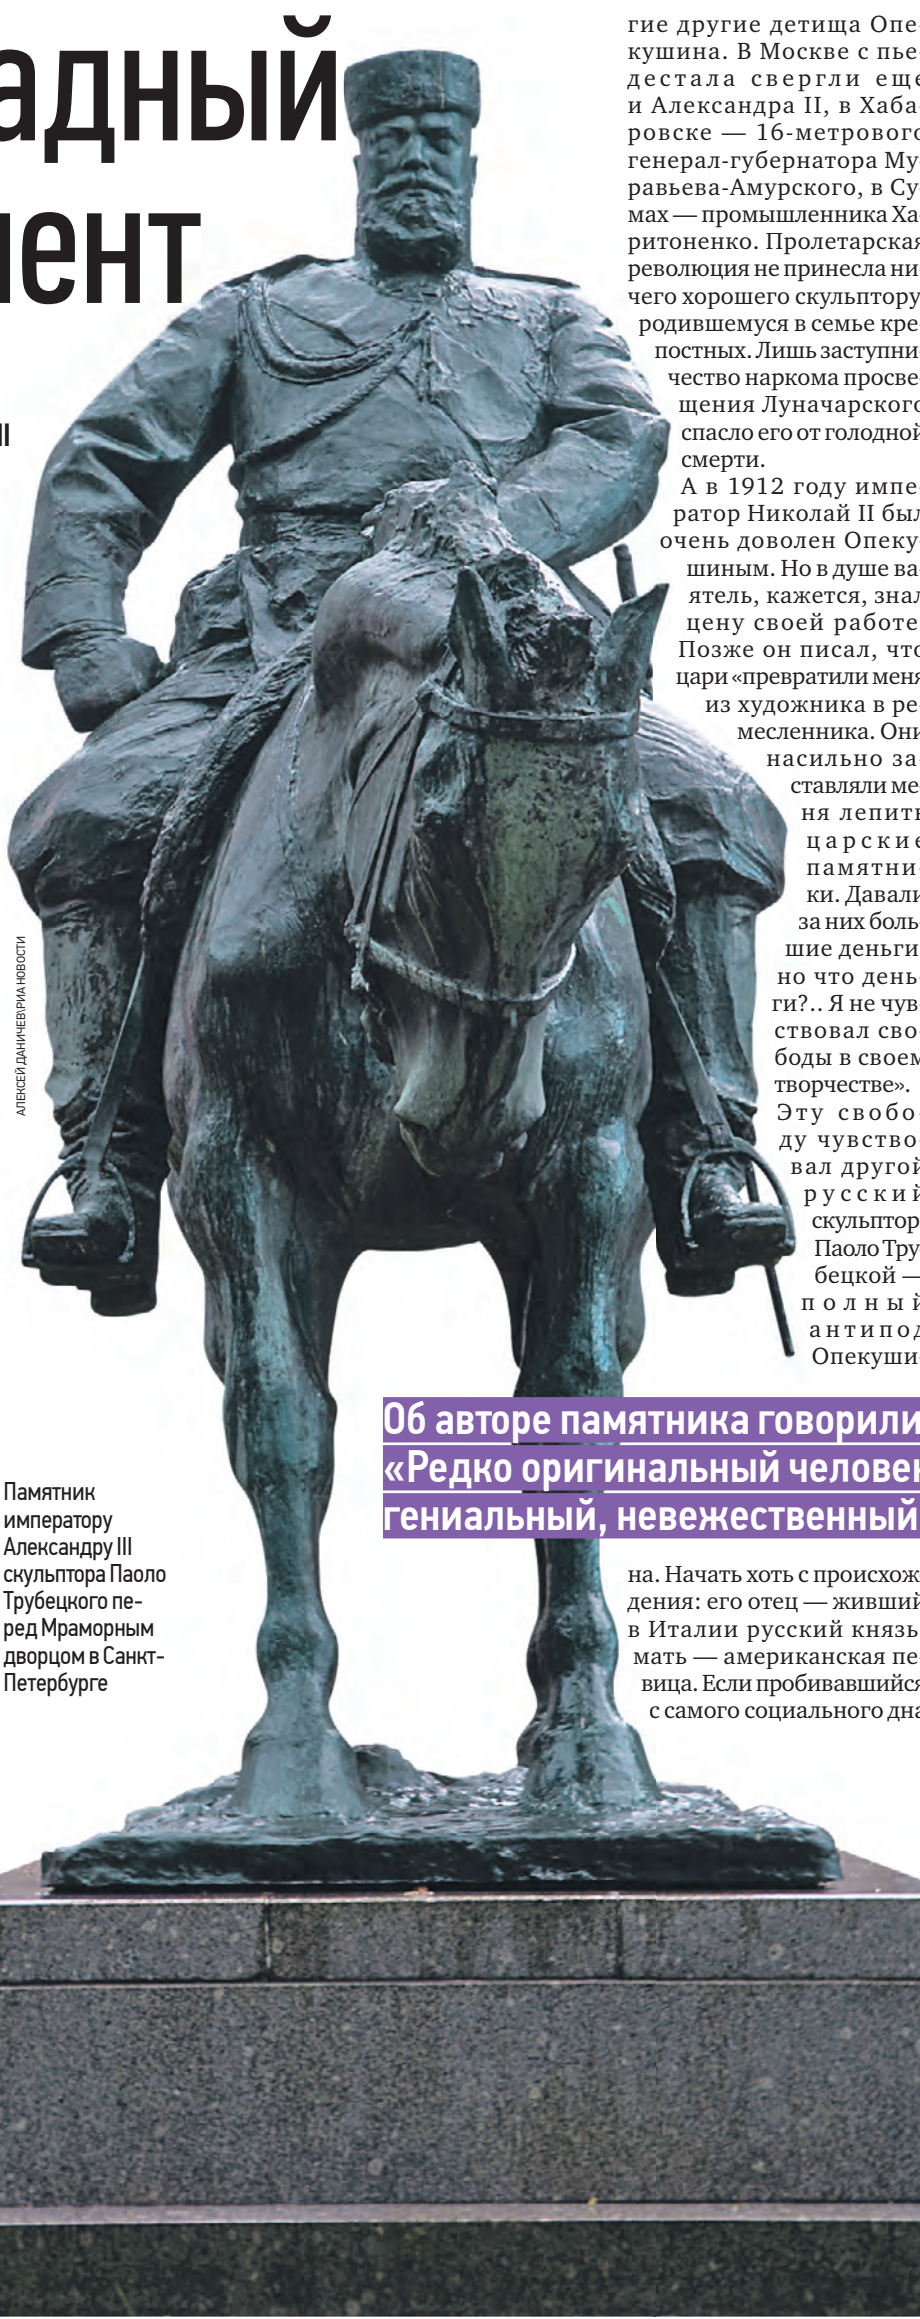 адный
ент
II
гие другие детища Опе-
кушина. В Москве с пье-
дестала свергли еще
и Александра II, в Хаба-
ровске — 16-метрового
генерал-губернатора Му-
равьева-Амурского, в Су-
мах — промышленника Ха-
ритоненко. Пролетарская
революция не принесла ни-
чего хорошего скульптору,
родившемуся в семье кре-
постных. Лишь заступни-
чество наркома просве-
щения Луначарского
спасло его от голодной
смерти.
А в 1912 году импе-
ратор Николай II был
очень доволен Опеку-
шиным. Но в душе ва-
ятель, кажется, знал
цену своей работе.
Позже он писал, что
цари «превратили меня
из художника в ре-
месленника. Они
насильно за-
ставляли ме-
ня лепить
царские
памятни-
ки. Давали
за них боль-
шие деньги,
но что день-
ги?.. Я не чув-
ствовал сво-
боды в своем
творчестве».
Эту свобо-
ду чувство-
вал другой
русский
скульптор,
Паоло Тру-
бецкой —
полный
антипод
Опекуши-
Об авторе памятника говорили
«Редко оригинальный человек
гениальный, невежественный
на. Начать хоть с происхож-
дения: его отец — живший
в Италии русский князь,
мать — американская пе-
вица. Если пробивавшийся
с самого социального дна
АЛЕКСЕЙ ДАНИЧЕВ\РИА НОВОСТИ
Памятник
императору
Александру III
скульптора Паоло
Трубецкого пе-
ред Мраморным
дворцом в Санкт-
Петербурге